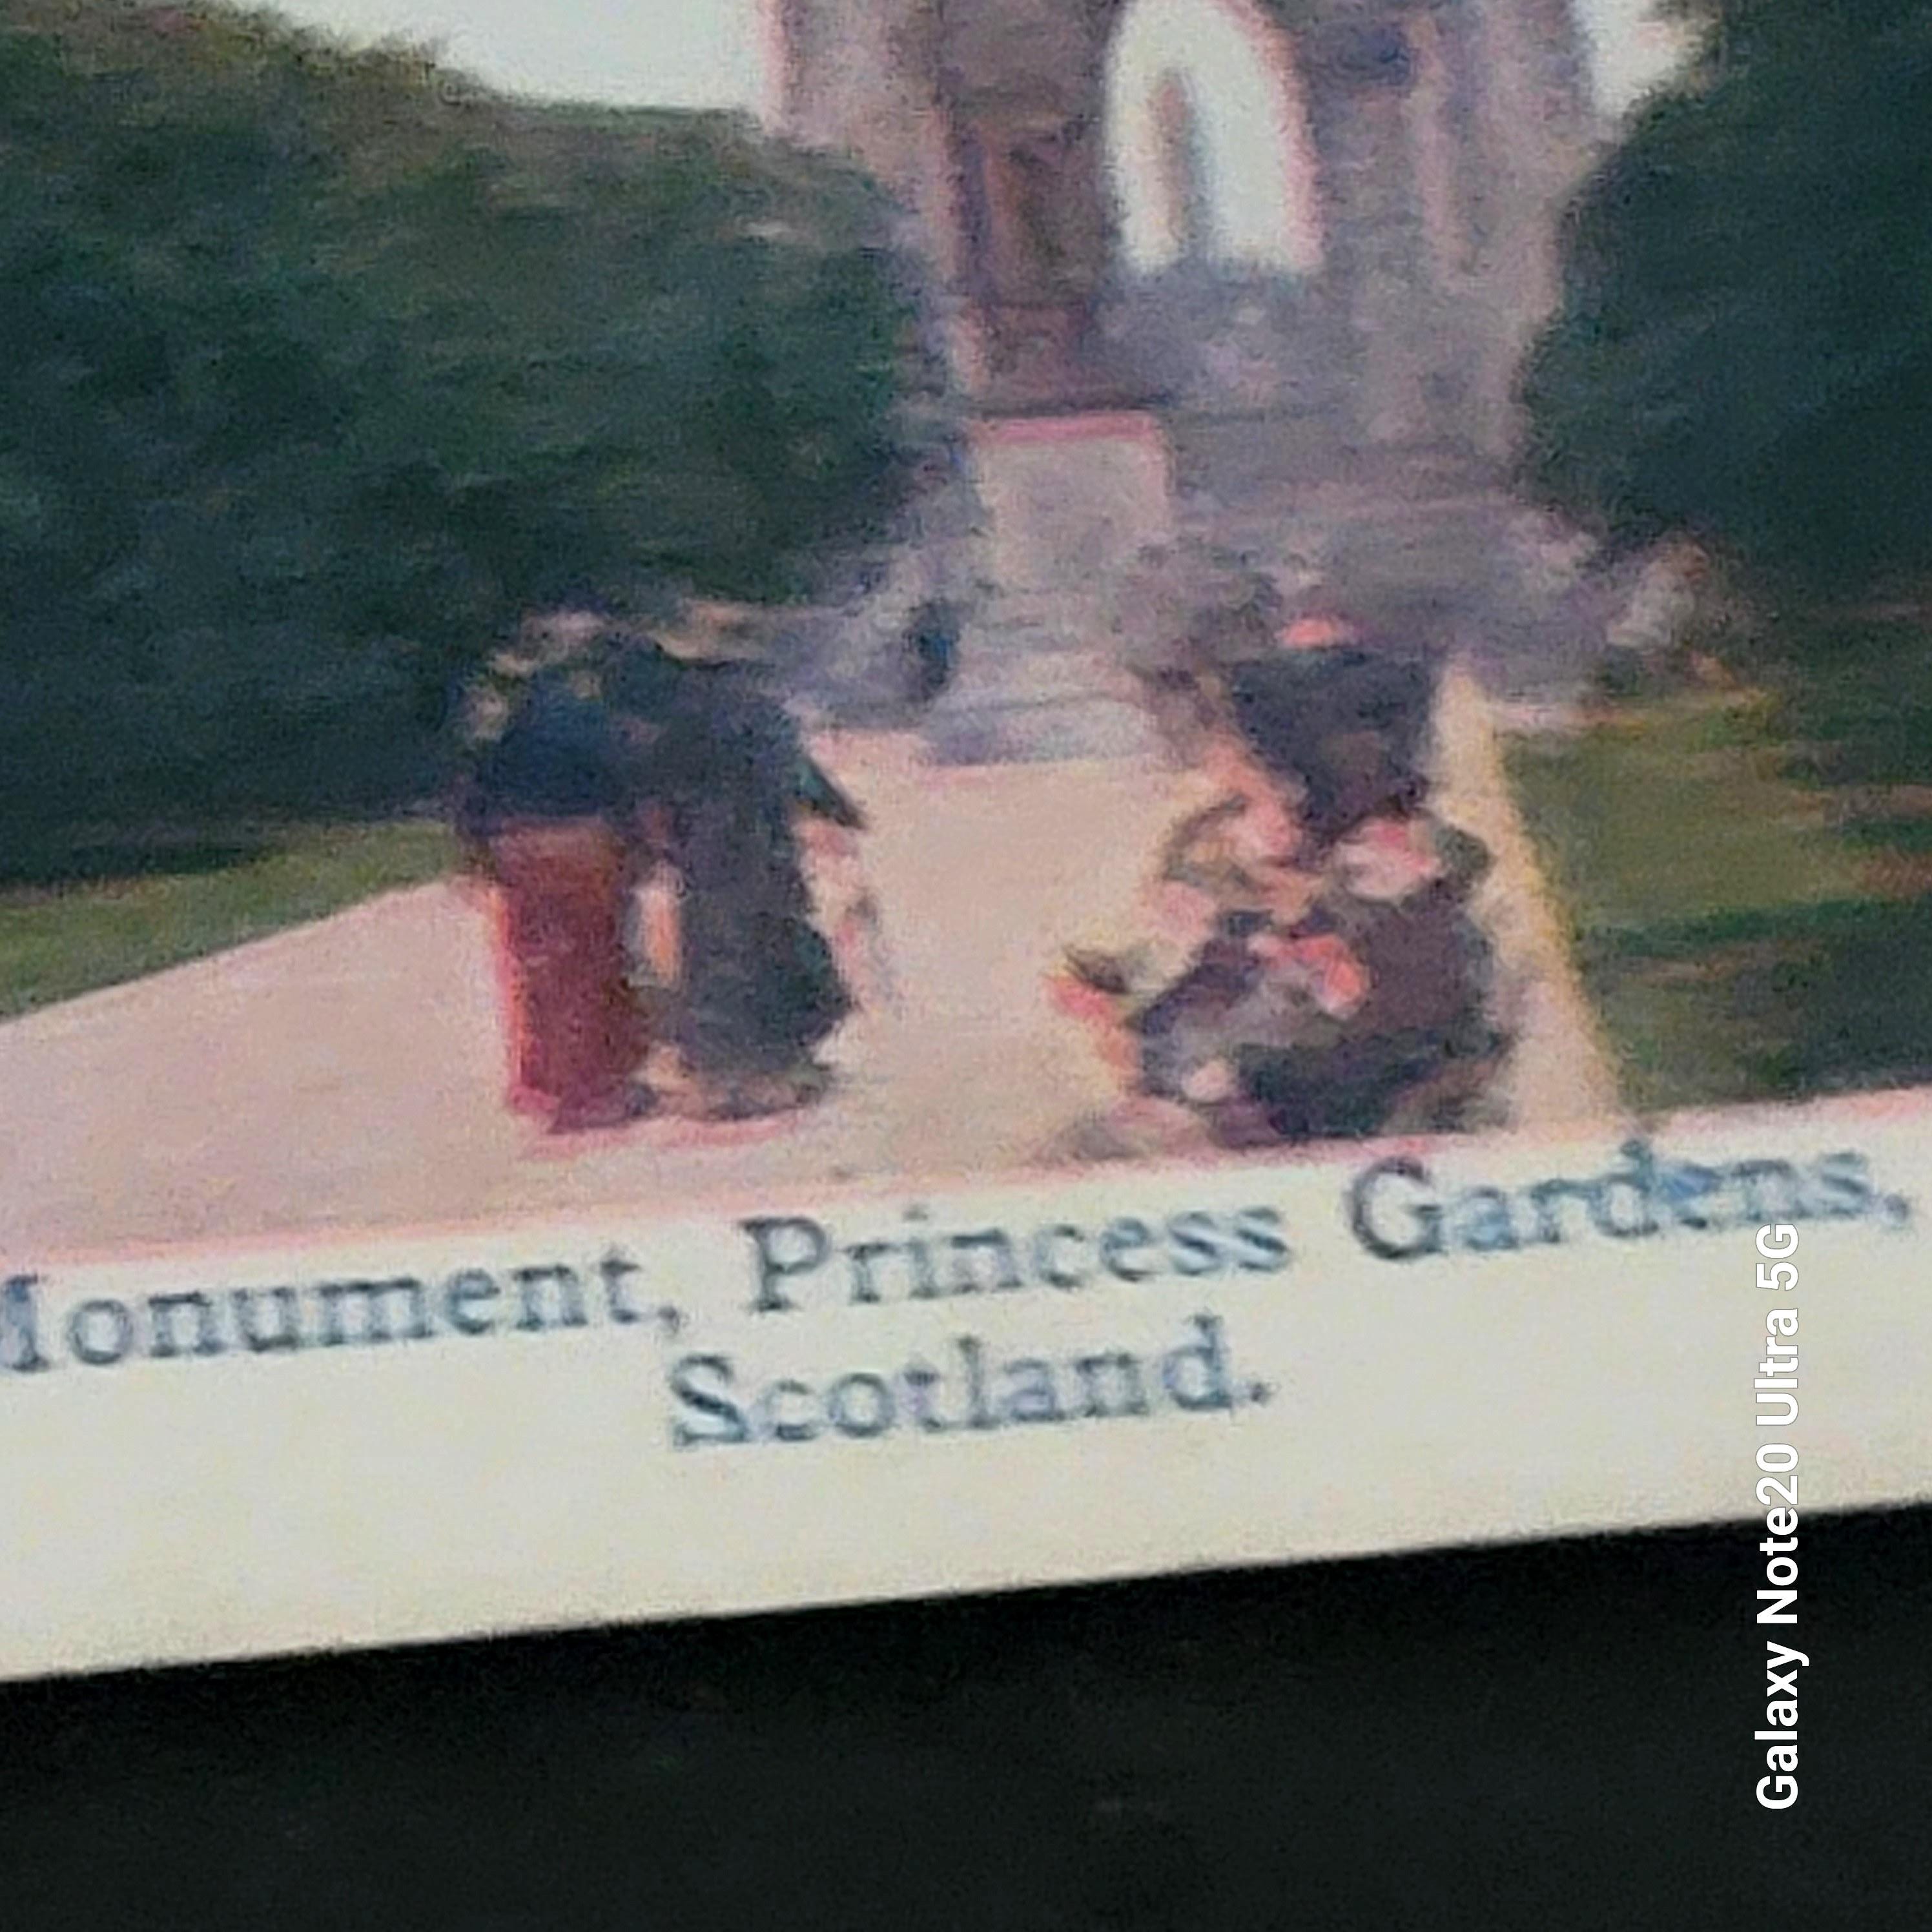 Monument, Princess Gardens,
Scotland.
Galaxy Note20 Ultra 5G